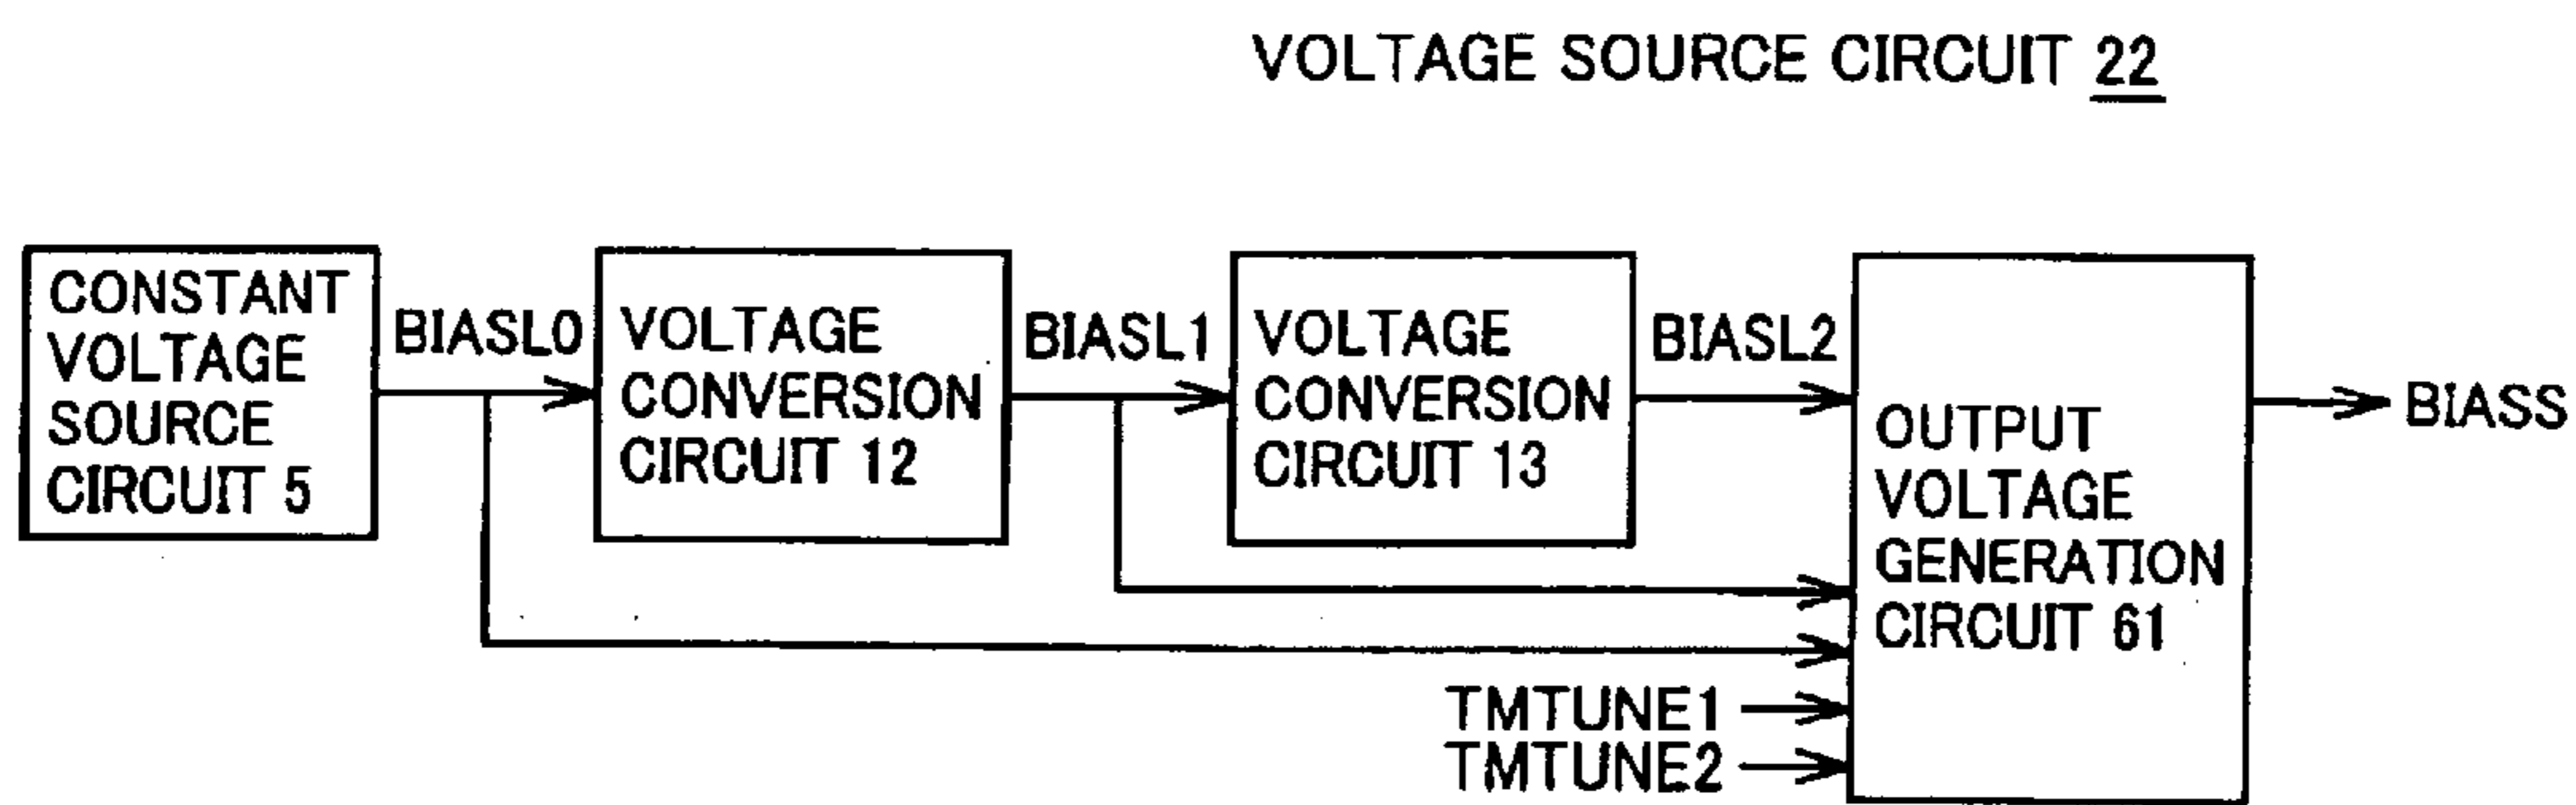 VOLTAGE SOURCE CIRCUIT 22
CONSTANT
VOLTAGE
SOURCE
CIRCUIT 5
BIASL0
VOLTAGE
CONVERSION
CIRCUIT 12
BIASL1
VOLTAGE
CONVERSION
CIRCUIT 13
BIASL2
OUTPUT
VOLTAGE
GENERATION
CIRCUIT 61
BIASS
TMTUNE1
TMTUNE2